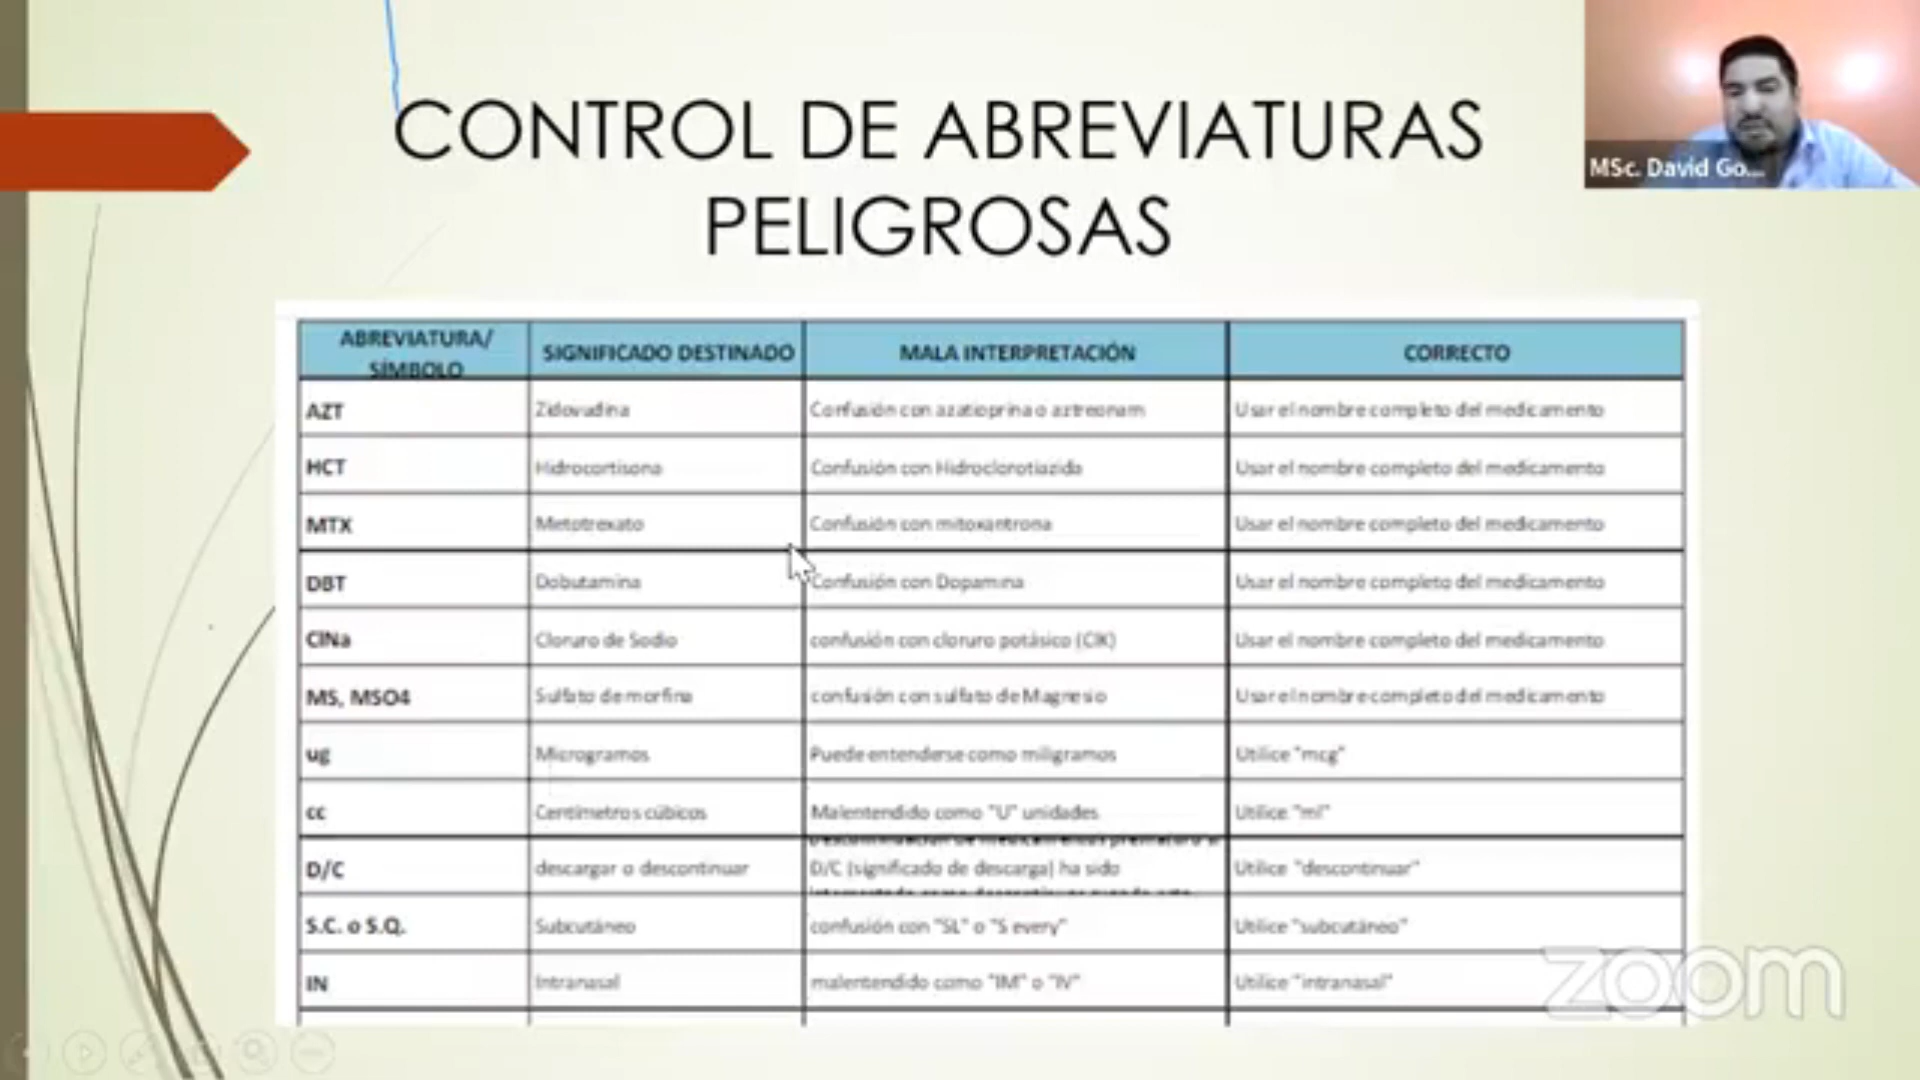 CONTROL DE ABREVIATURAS
PELIGROSAS
MSc. David Go...
ABREVIATURA/ SÍMBOLO SIGNIFICADO DESTINADO MALA INTERPRETACIÓN CORRECTO
AZT Zidovudina Confusión con azatioprina o aztreonam Usar el nombre completo del medicamento
HCT Hidrocortisona Confusión con Hidroclorotiazida Usar el nombre completo del medicamento
MTX Metotrexato Confusión con mitoxantrona Usar el nombre completo del medicamento
DBT Dobutamina Confusión con Dopamina Usar el nombre completo del medicamento
ClNa Cloruro de Sodio confusión con cloruro potásico (ClK) Usar el nombre completo del medicamento
MS, MSO4 Sulfato de morfina confusión con sulfato de Magnesio Usar el nombre completo del medicamento
ug Microgramos Puede entenderse como miligramos Utilice "mcg"
cc Centímetros cúbicos Malentendido como "U" unidades Utilice "ml"
D/C descargar o descontinuar D/C (significado de descarga) ha sido Utilice "descontinuar"
S.C. o S.Q. Subcutáneo confusión con "SL" o "S every" Utilice "subcutáneo"
IN Intranasal malentendido como "IM" o "IV" Utilice "intranasal"
zoom